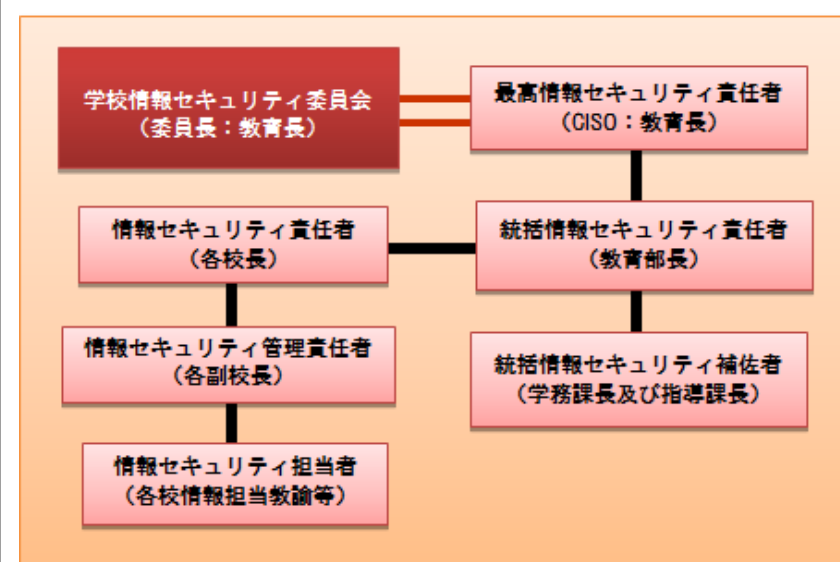 学校情報セキュリティ委員会
（委員長：教育長）
最高情報セキュリティ責任者
（CISO：教育長）
情報セキュリティ責任者
（各校長）
統括情報セキュリティ責任者
（教育部長）
情報セキュリティ管理責任者
（各副校長）
統括情報セキュリティ補佐者
（学務課長及び指導課長）
情報セキュリティ担当者
（各校情報担当教諭等）